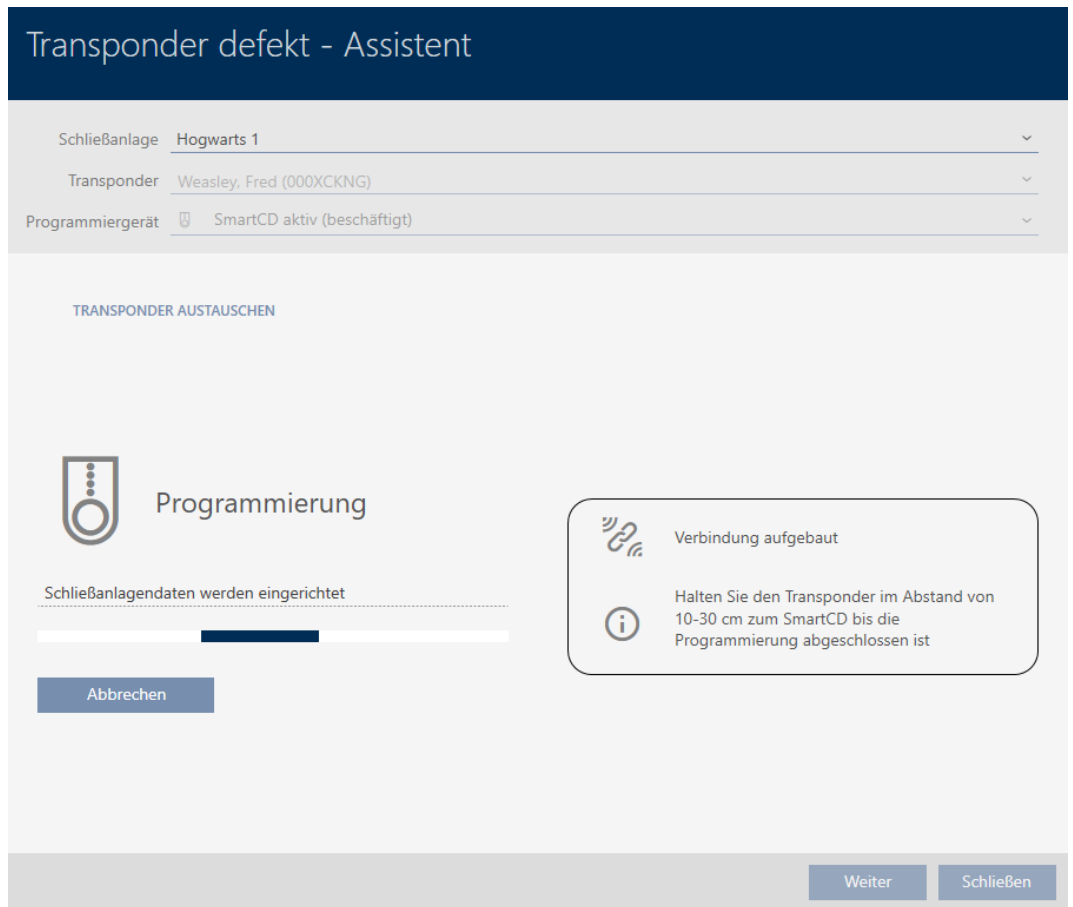 Transponder defekt - Assistent
Schließanlage Hogwarts 1
Transponder Weasley, Fred (000XCKNG)
Programmiergerät SmartCD aktiv (beschäftigt)
TRANSPONDER AUSTAUSCHEN
Programmierung
Schließanlagendaten werden eingerichtet
Abbrechen
Verbindung aufgebaut
Halten Sie den Transponder im Abstand von
10-30 cm zum SmartCD bis die
Programmierung abgeschlossen ist
Weiter Schließen